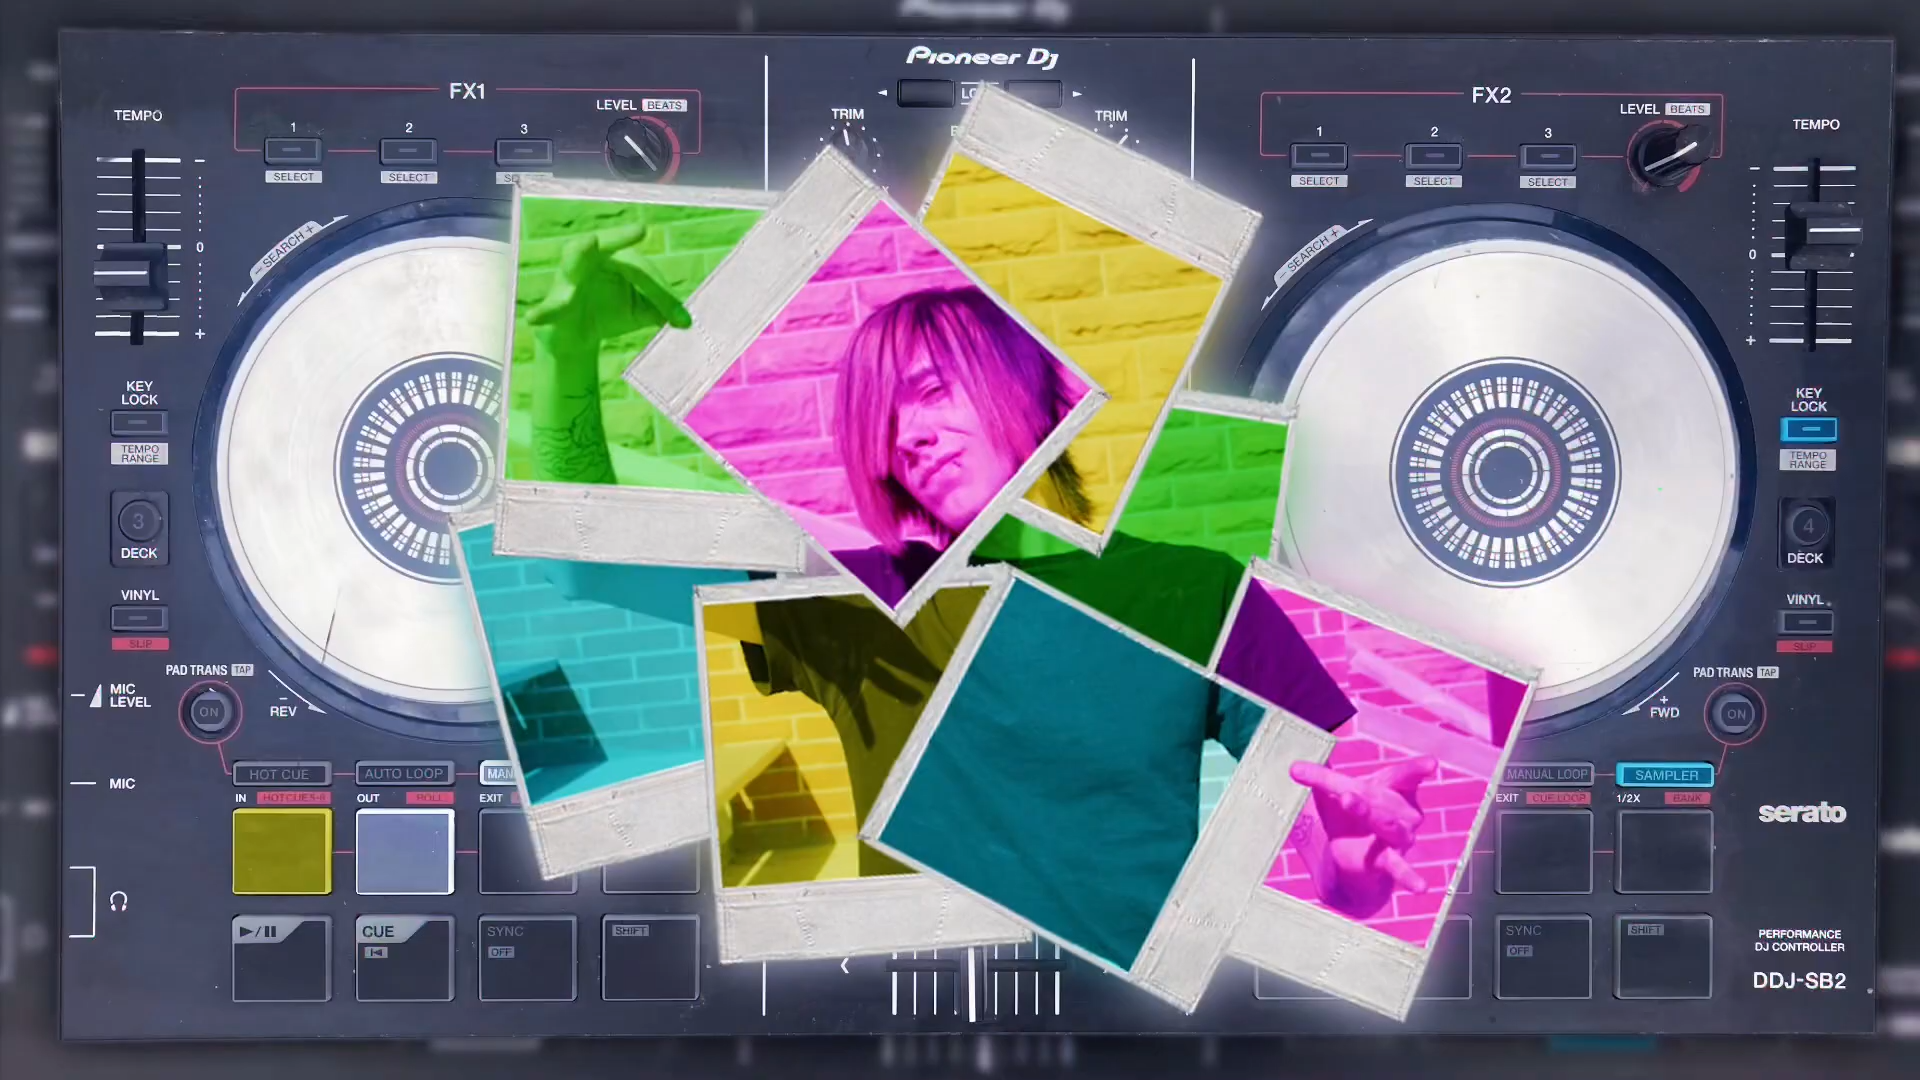 Pioneer Dj
FX1
FX2
TEMPO
1
2
3
LEVEL BEATS
TRIM
TRIM
1
2
3
LEVEL BEATS
TEMPO
SELECT
SELECT
SELECT
SELECT
SELECT
− SEARCH +
− SEARCH +
0
0
KEY
LOCK
KEY
LOCK
TEMPO
RANGE
TEMPO
RANGE
3
DECK
4
DECK
VINYL
SLIP
VINYL
SLIP
PAD TRANS TAP
PAD TRANS TAP
MIC
LEVEL
ON
−
REV
+
FWD
ON
HOT CUE
AUTO LOOP
MAN
MANUAL LOOP
SAMPLER
MIC
IN
OUT
ROLL
EXIT
EXIT
CUE LOOP
1/2X
BANK
serato
CUE
SYNC
OFF
SHIFT
SYNC
OFF
SHIFT
PERFORMANCE
DJ CONTROLLER
DDJ-SB2